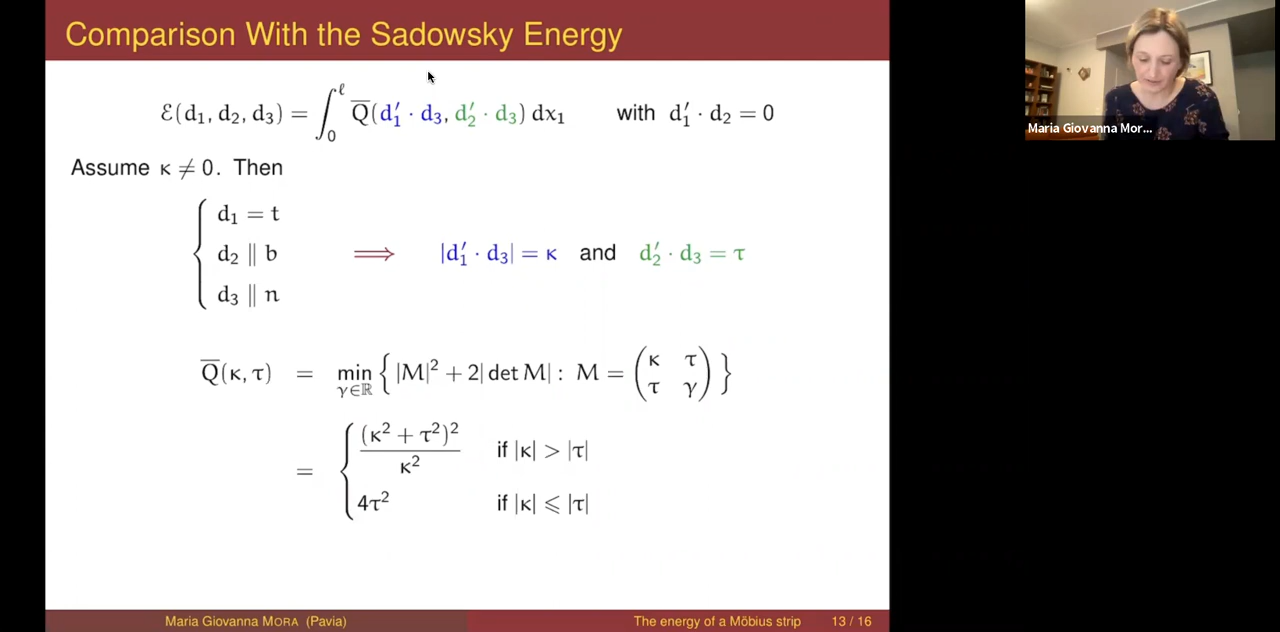 Comparison With the Sadowsky Energy
ℰ(d₁, d₂, d₃) = ∫₀^ℓ Q̅(d₁′ · d₃, d₂′ · d₃) dx₁ with d₁′ · d₂ = 0
Assume κ ≠ 0. Then
d₁ = t
d₂ ∥ b ⟹ |d₁′ · d₃| = κ and d₂′ · d₃ = τ
d₃ ∥ n
Q̅(κ, τ) = min_{γ∈ℝ} { |M|² + 2| det M| : M = (κ τ; τ γ) }
= { (κ² + τ²)² / κ² if |κ| > |τ|
4τ² if |κ| ⩽ |τ|
Maria Giovanna MORA (Pavia) The energy of a Möbius strip 13 / 16
Maria Giovanna Mor...